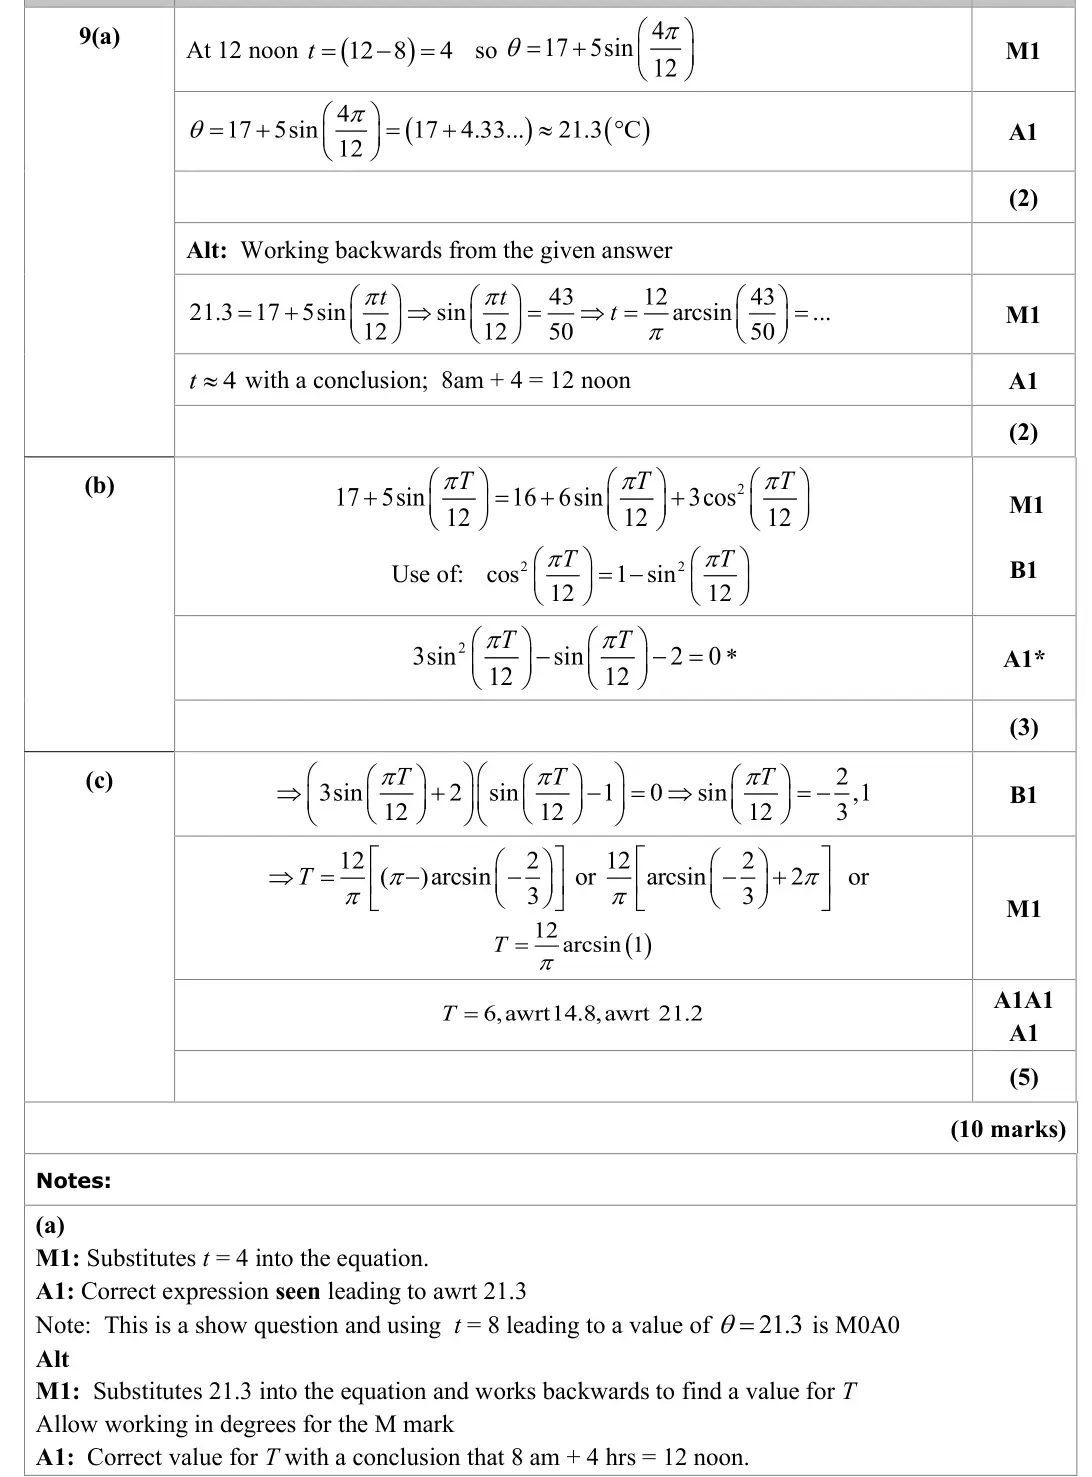 9(a)
At 12 noon t = (12 − 8) = 4 so θ = 17 + 5sin(4π/12) M1
θ = 17 + 5sin(4π/12) = (17 + 4.33...) ≈ 21.3(°C) A1
(2)
Alt: Working backwards from the given answer
21.3 = 17 + 5sin(πt/12) ⇒ sin(πt/12) = 43/50 ⇒ t = 12/π arcsin(43/50) = ... M1
t ≈ 4 with a conclusion; 8am + 4 = 12 noon A1
(2)
(b)
17 + 5sin(πT/12) = 16 + 6sin(πT/12) + 3cos²(πT/12) M1
Use of: cos²(πT/12) = 1 − sin²(πT/12) B1
3sin²(πT/12) − sin(πT/12) − 2 = 0 * A1*
(3)
(c)
⇒ (3sin(πT/12) + 2)(sin(πT/12) − 1) = 0 ⇒ sin(πT/12) = −2/3, 1 B1
⇒ T = 12/π [(π−)arcsin(−2/3)] or 12/π [arcsin(−2/3) + 2π] or
T = 12/π arcsin(1) M1
T = 6, awrt14.8, awrt 21.2 A1A1
A1
(5)
(10 marks)
Notes:
(a)
M1: Substitutes t = 4 into the equation.
A1: Correct expression seen leading to awrt 21.3
Note: This is a show question and using t = 8 leading to a value of θ = 21.3 is M0A0
Alt
M1: Substitutes 21.3 into the equation and works backwards to find a value for T
Allow working in degrees for the M mark
A1: Correct value for T with a conclusion that 8 am + 4 hrs = 12 noon.